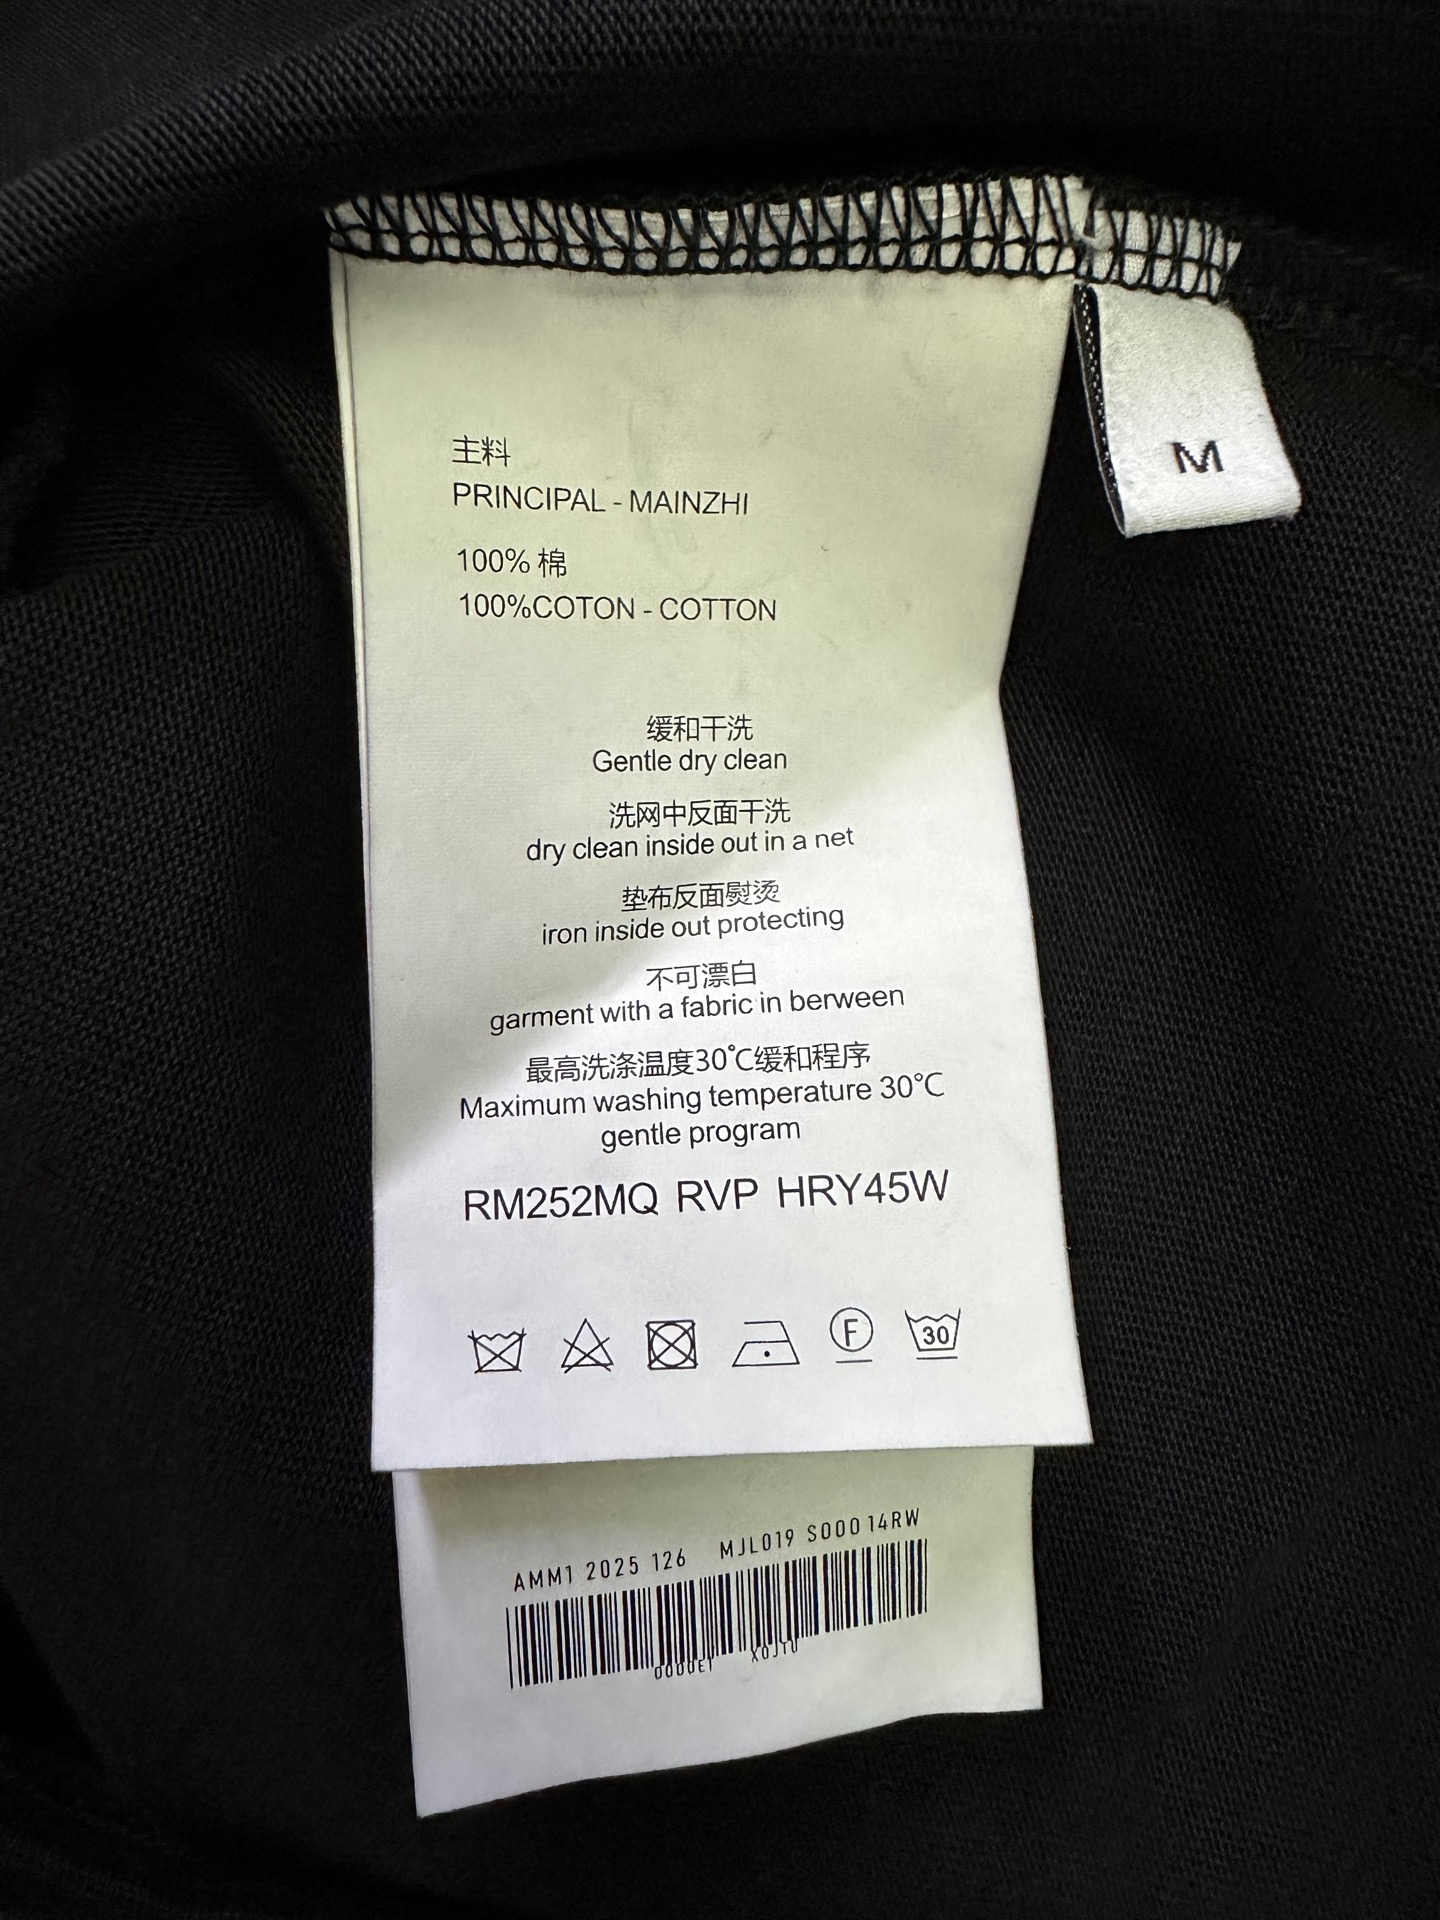 主料
PRINCIPAL - MAINZHI
100% 棉
100%COTON - COTTON
缓和干洗
Gentle dry clean
洗网中反面干洗
dry clean inside out in a net
垫布反面熨烫
iron inside out protecting
不可漂白
garment with a fabric in berween
最高洗涤温度30℃缓和程序
Maximum washing temperature 30℃
gentle program
RM252MQ RVP HRY45W
F
30
M
AMM1 2025 126 MJL019 S000 14RW